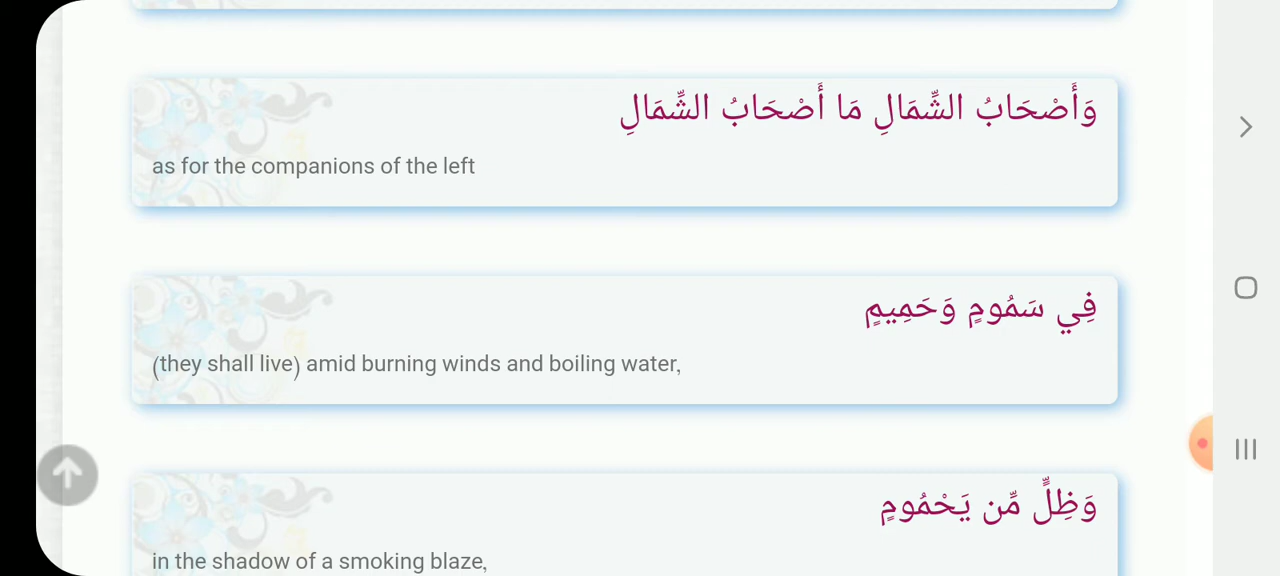 وَأَصْحَابُ الشِّمَالِ مَا أَصْحَابُ الشِّمَالِ
as for the companions of the left
فِي سَمُومٍ وَحَمِيمٍ
(they shall live) amid burning winds and boiling water,
وَظِلٍّ مِّن يَحْمُومٍ
in the shadow of a smoking blaze,